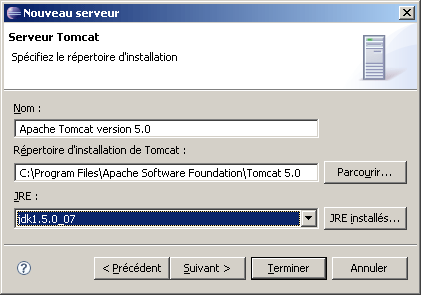 Nouveau serveur
Serveur Tomcat
Spécifiez le répertoire d'installation
Nom :
Apache Tomcat version 5.0
Répertoire d'installation de Tomcat :
C:\Program Files\Apache Software Foundation\Tomcat 5.0
Parcourir...
JRE :
jdk1.5.0_07
JRE installés...
?
< Précédent
Suivant >
Terminer
Annuler